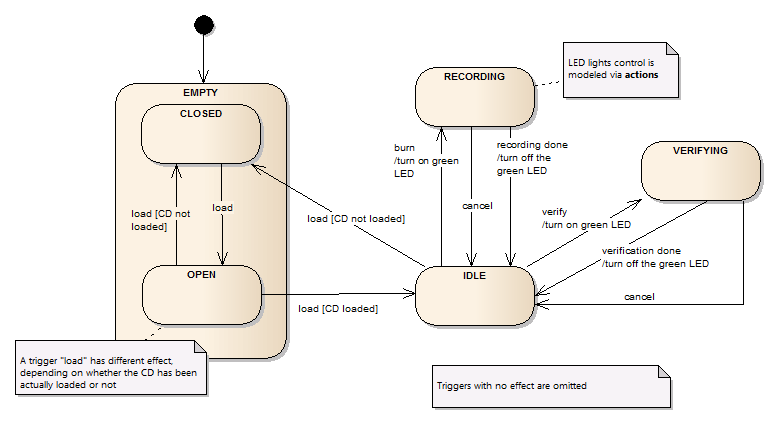 EMPTY
CLOSED
load [CD not
loaded]
load
OPEN
A trigger "load" has different effect,
depending on whether the CD has been
actually loaded or not
load [CD not loaded]
load [CD loaded]
RECORDING
LED lights control is
modeled via actions
burn
/turn on green
LED
cancel
recording done
/turn off the
green LED
IDLE
VERIFYING
verify
/turn on green LED
verification done
/turn off the green LED
cancel
Triggers with no effect are omitted